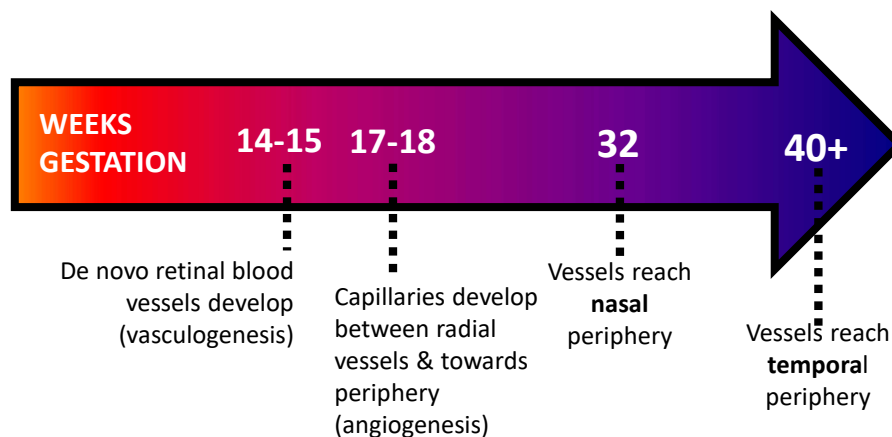 WEEKS
GESTATION
14-15
17-18
32
40+
De novo retinal blood
vessels develop
(vasculogenesis)
Capillaries develop
between radial
vessels & towards
periphery
(angiogenesis)
Vessels reach
nasal
periphery
Vessels reach
temporal
periphery